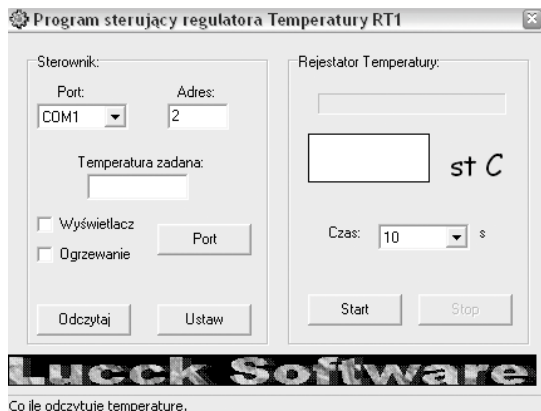 Program sterujący regulatora Temperatury RT1
Sterownik:
Port:
Adres:
COM1
2
Temperatura zadana:
Wyświetlacz
Ogrzewanie
Port
Odczytaj
Ustaw
Rejestator Temperatury:
st C
Czas:
10
s
Start
Stop
Lucck Software
Co ile odczytuje temperature.